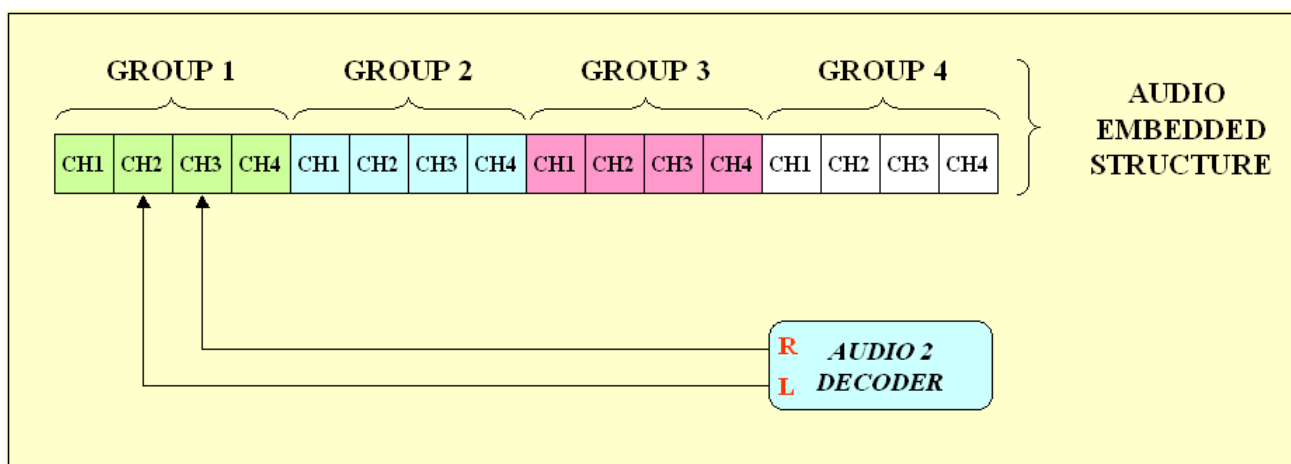 GROUP 1 GROUP 2 GROUP 3 GROUP 4
AUDIO
EMBEDDED
STRUCTURE
CH1 CH2 CH3 CH4 CH1 CH2 CH3 CH4 CH1 CH2 CH3 CH4 CH1 CH2 CH3 CH4
R
L
AUDIO 2
DECODER